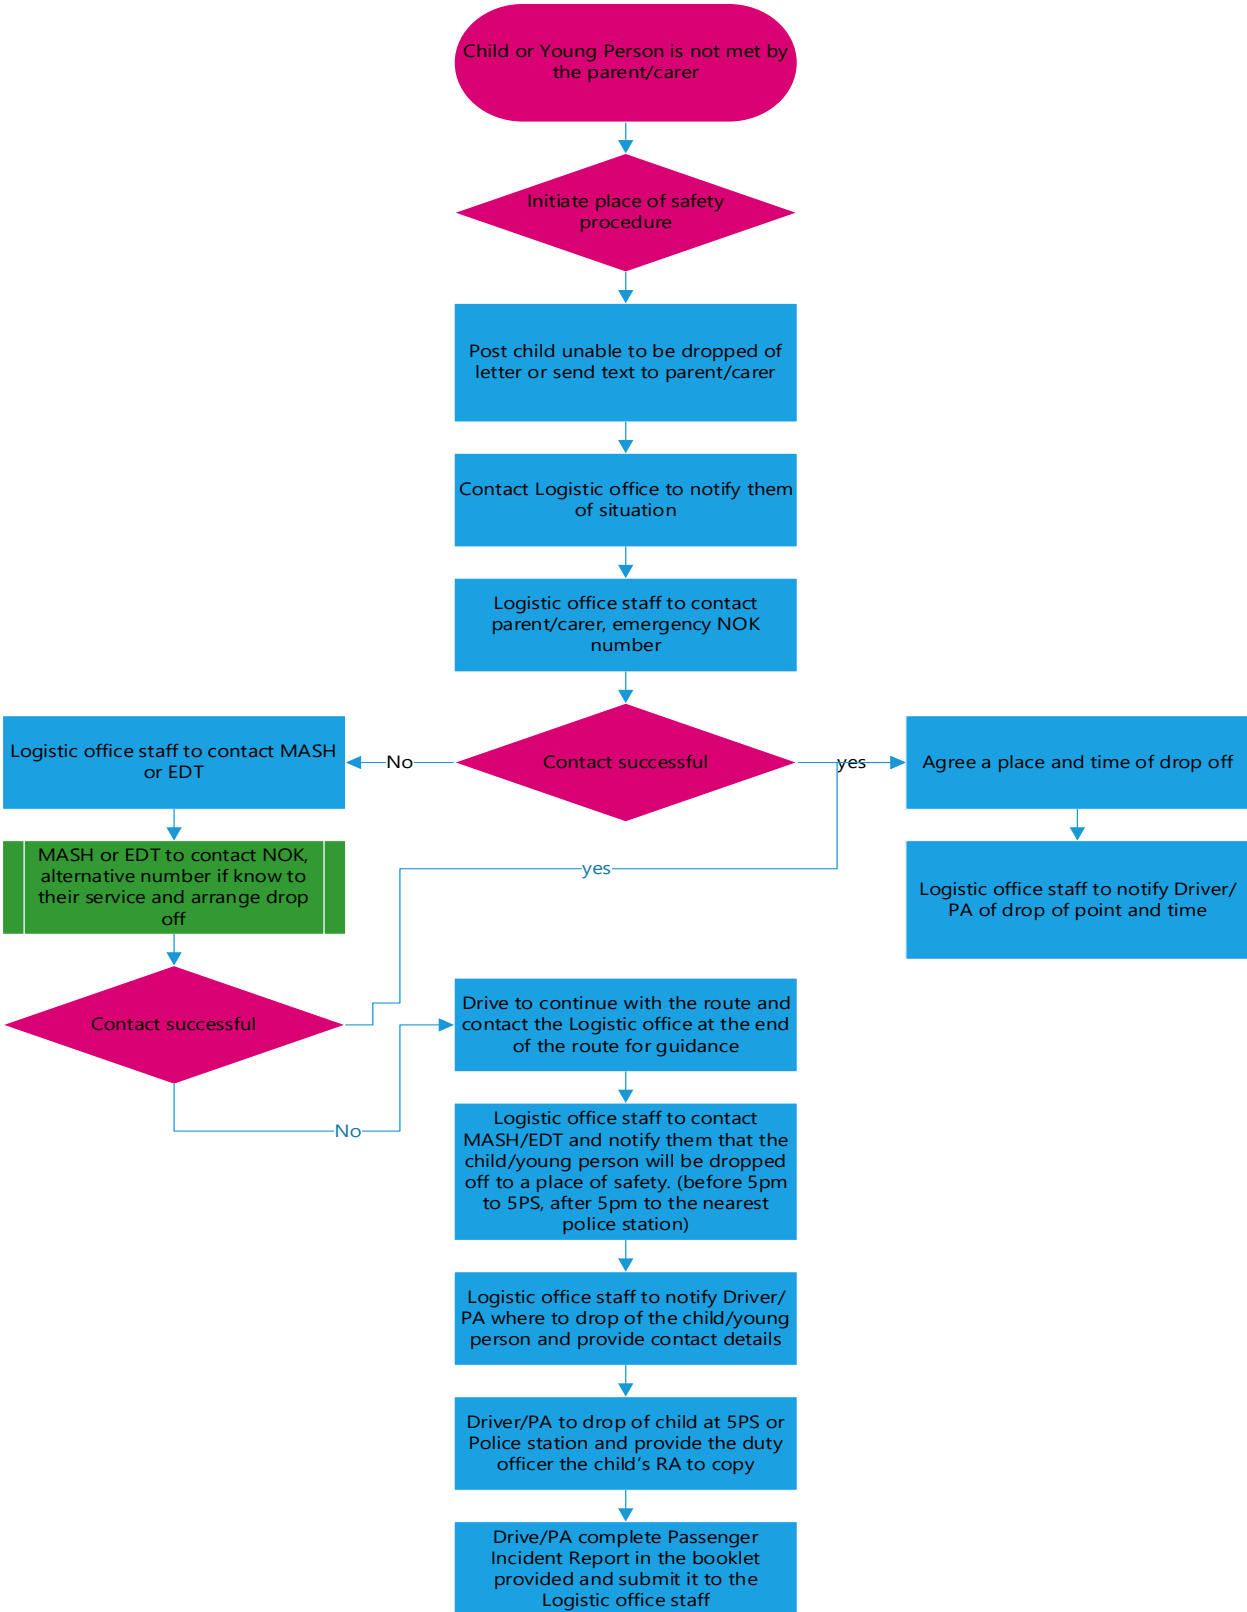 Child or Young Person is not met by
the parent/carer
Initiate place of safety
procedure
Post child unable to be dropped of
letter or send text to parent/carer
Contact Logistic office to notify them
of situation
Logistic office staff to contact
parent/carer, emergency NOK
number
Logistic office staff to contact MASH
or EDT
No
Contact successful
yes
Agree a place and time of drop off
MASH or EDT to contact NOK,
alternative number if know to
their service and arrange drop
off
yes
Logistic office staff to notify Driver/
PA of drop of point and time
Contact successful
No
Drive to continue with the route and
contact the Logistic office at the end
of the route for guidance
Logistic office staff to contact
MASH/EDT and notify them that the
child/young person will be dropped
off to a place of safety. (before 5pm
to 5PS, after 5pm to the nearest
police station)
Logistic office staff to notify Driver/
PA where to drop of the child/young
person and provide contact details
Driver/PA to drop of child at 5PS or
Police station and provide the duty
officer the child’s RA to copy
Drive/PA complete Passenger
Incident Report in the booklet
provided and submit it to the
Logistic office staff